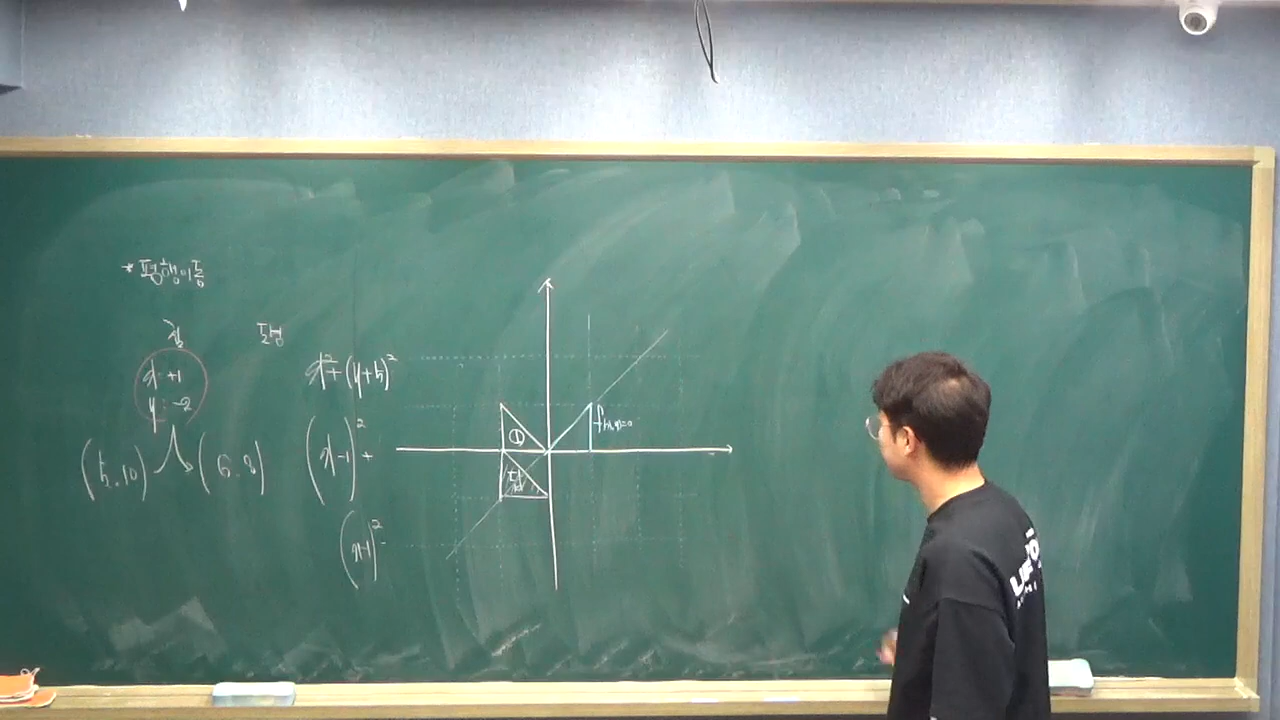 * 평행이동
점
도형
x: +1
y: -2
(5, 10)
(6, 8)
x²+(y+5)²
(x-1)² +
(x-1)² -
①
f(x,y)=0